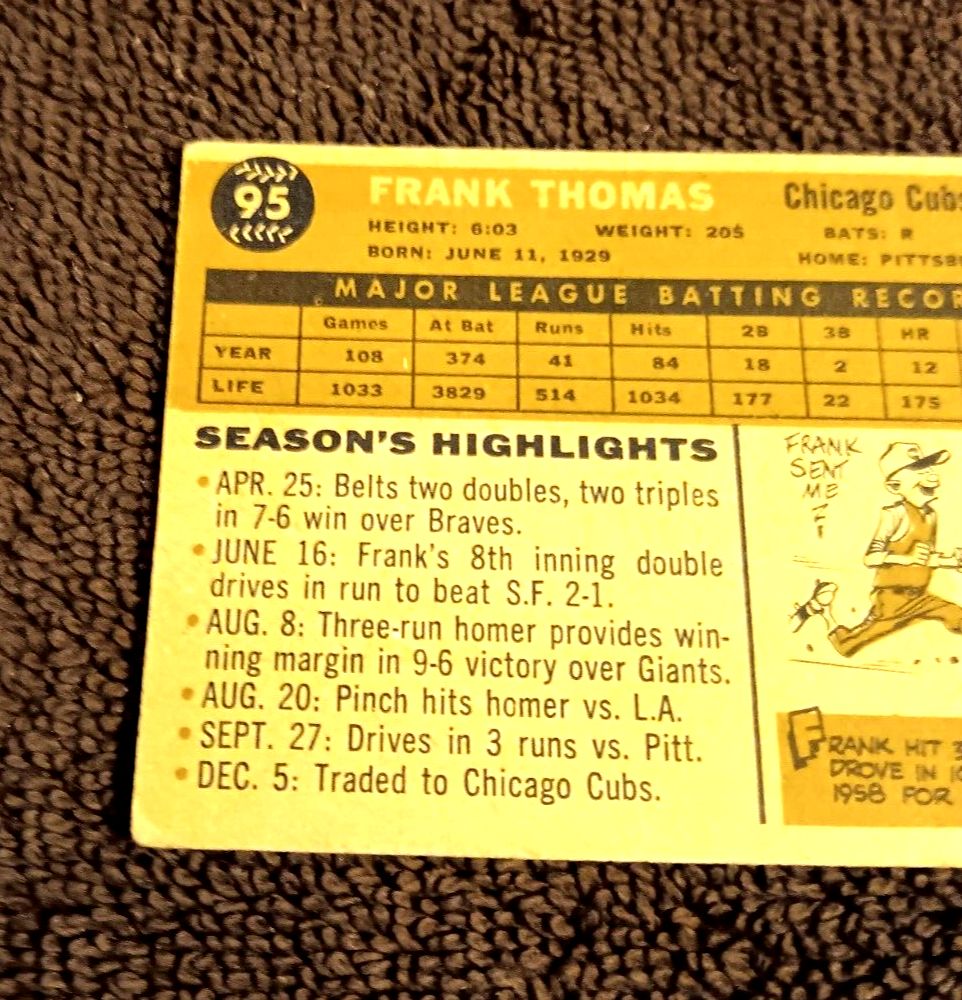 95
FRANK THOMAS Chicago Cubs
HEIGHT: 6:03 WEIGHT: 205 BATS: R
BORN: JUNE 11, 1929 HOME: PITTSB
MAJOR LEAGUE BATTING RECOR
Games At Bat Runs Hits 2B 3B HR
YEAR 108 374 41 84 18 2 12
LIFE 1033 3829 514 1034 177 22 175
SEASON'S HIGHLIGHTS
• APR. 25: Belts two doubles, two triples
in 7-6 win over Braves.
• JUNE 16: Frank's 8th inning double
drives in run to beat S.F. 2-1.
• AUG. 8: Three-run homer provides win-
ning margin in 9-6 victory over Giants.
• AUG. 20: Pinch hits homer vs. L.A.
• SEPT. 27: Drives in 3 runs vs. Pitt.
• DEC. 5: Traded to Chicago Cubs.
FRANK
SENT
ME
FRANK HIT 3
DROVE IN 10
1958 FOR